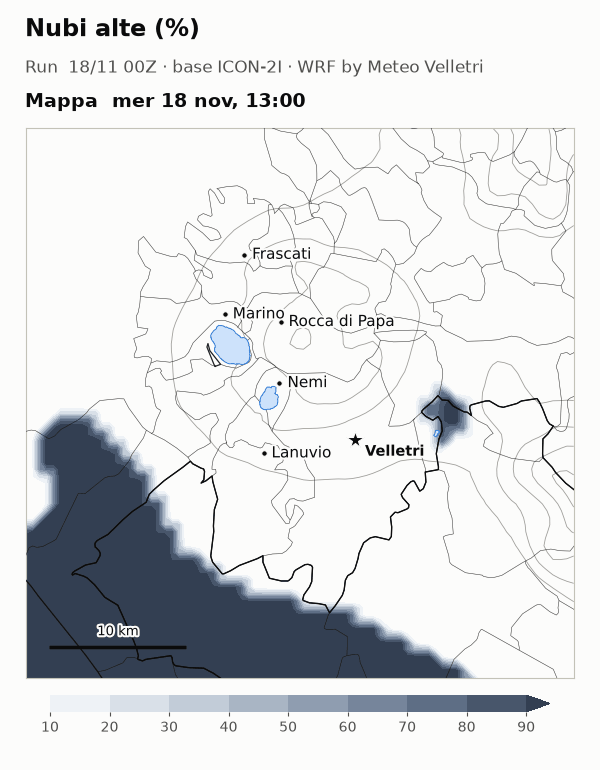 Nubi alte (%)
Run  18/11 00Z · base ICON-2I · WRF by Meteo Velletri
Mappa  mer 18 nov, 13:00
Frascati
Marino
Rocca di Papa
Nemi
Velletri
Lanuvio
10 km
10 20 30 40 50 60 70 80 90